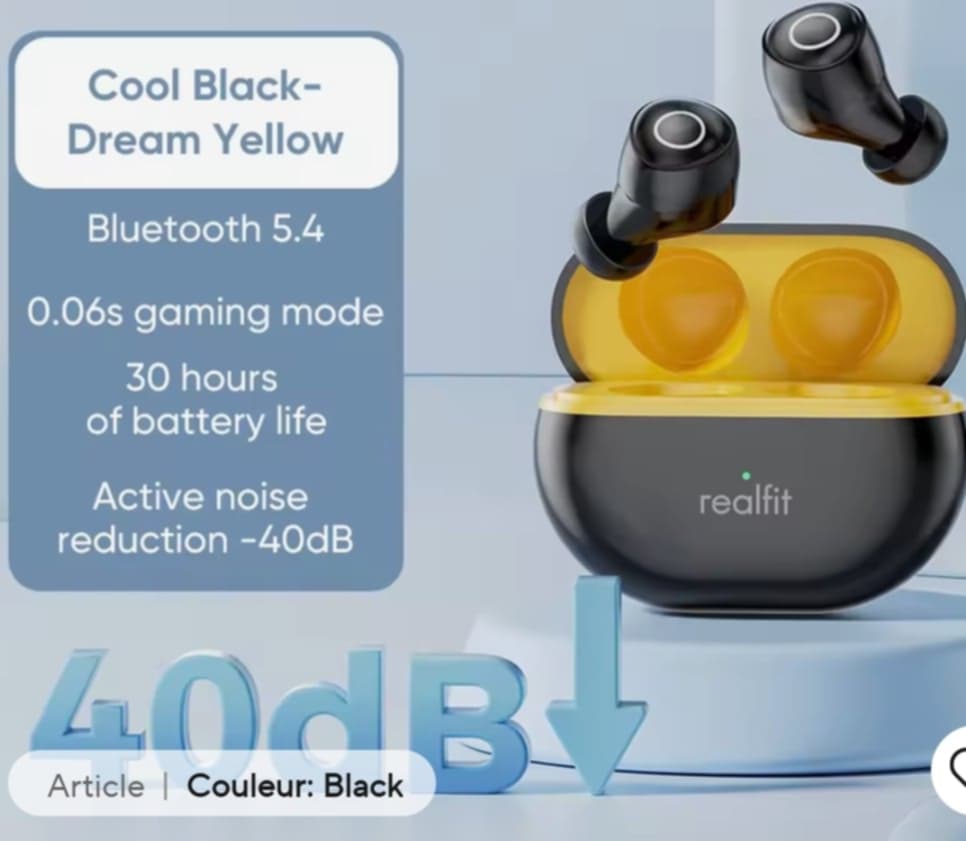 Cool Black-
Dream Yellow
Bluetooth 5.4
0.06s gaming mode
30 hours
of battery life
Active noise
reduction -40dB
realfit
40dB
Article | Couleur: Black